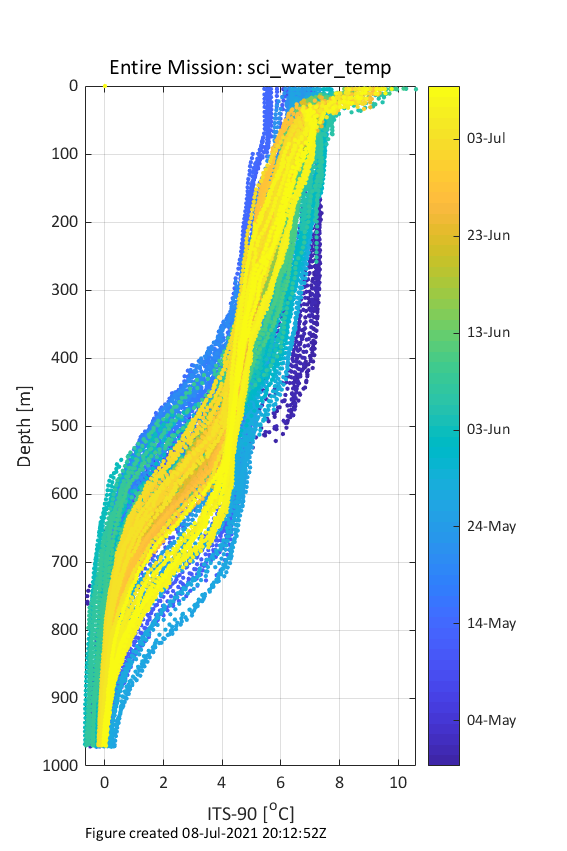 Entire Mission: sci_water_temp
0
100
200
300
400
500
600
700
800
900
1000
Depth [m]
0 2 4 6 8 10
ITS-90 [°C]
03-Jul
23-Jun
13-Jun
03-Jun
24-May
14-May
04-May
Figure created 08-Jul-2021 20:12:52Z